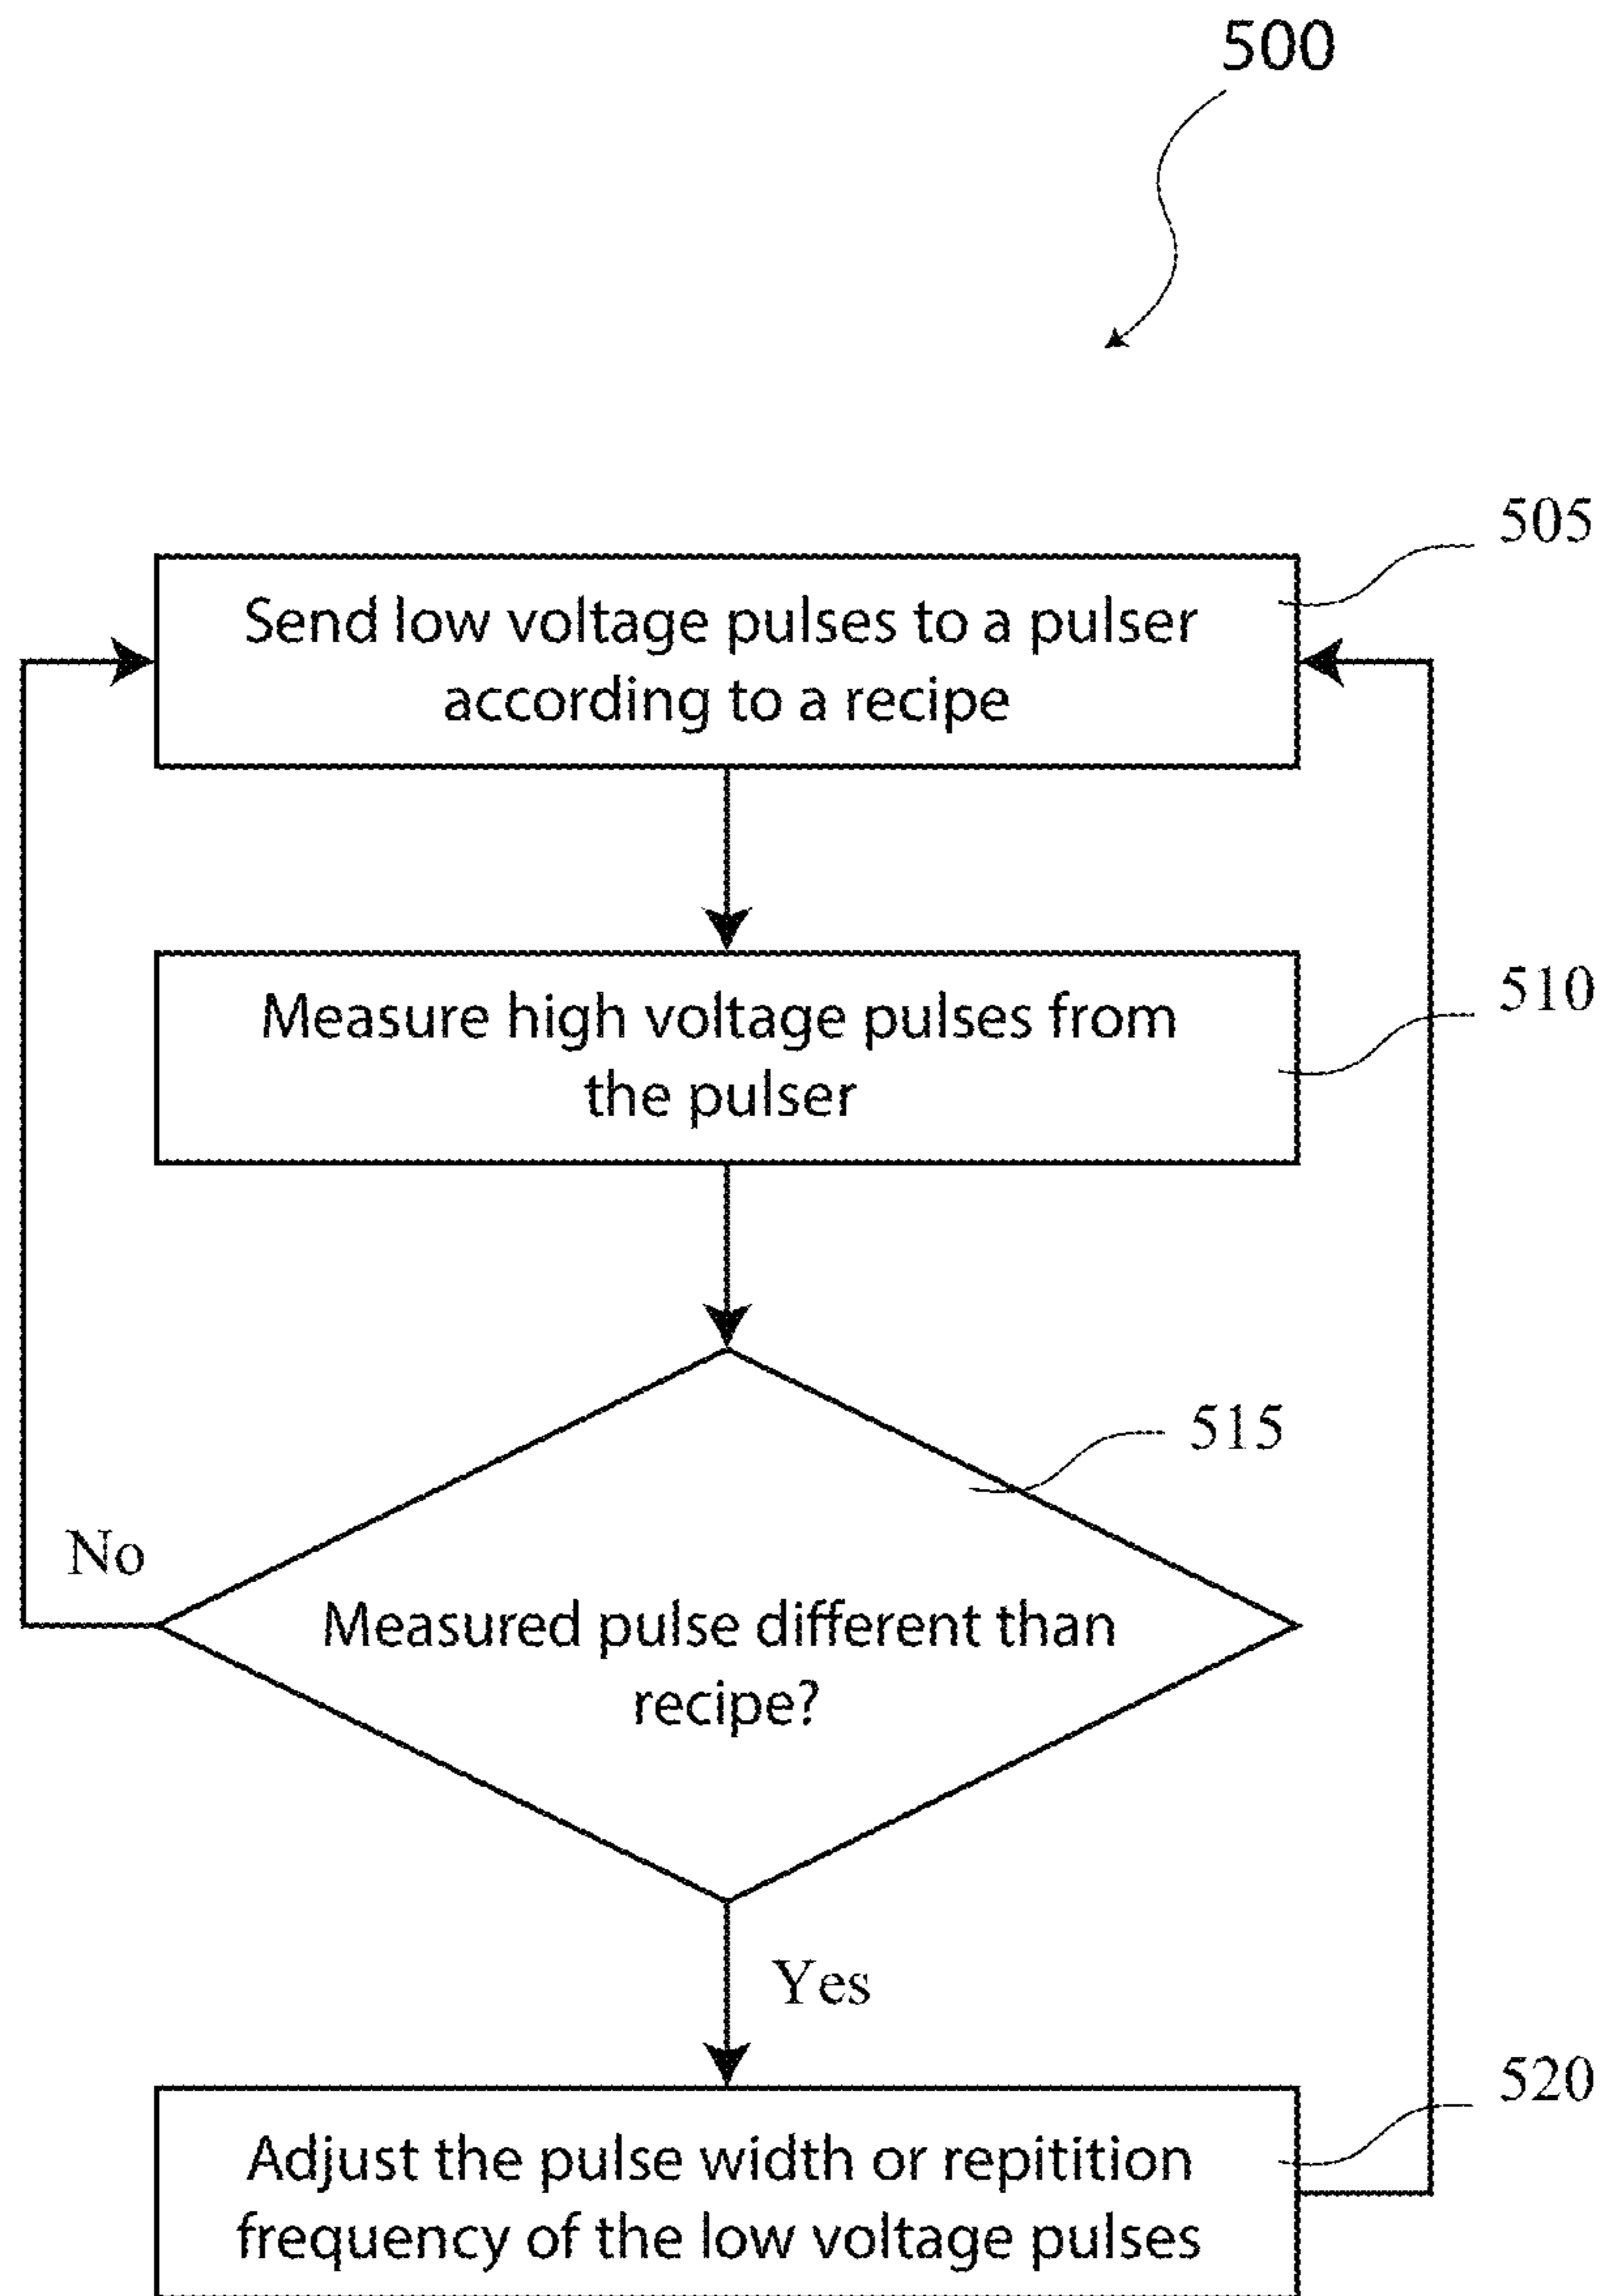 500
505
Send low voltage pulses to a pulser
according to a recipe
510
Measure high voltage pulses from
the pulser
515
No
Measured pulse different than
recipe?
Yes
520
Adjust the pulse width or repitition
frequency of the low voltage pulses